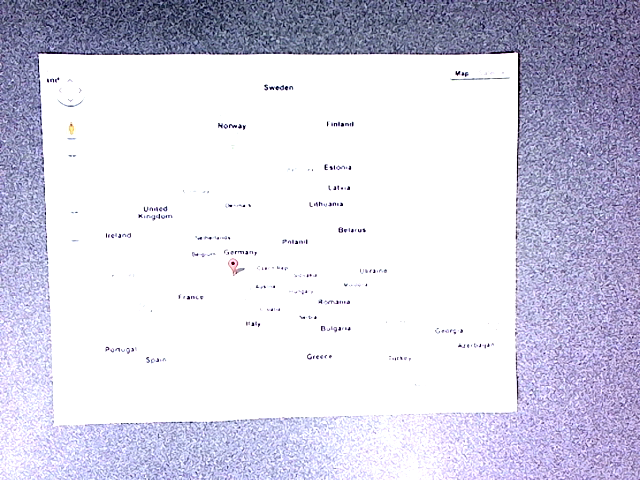 Map
Sweden
Norway
Finland
Estonia
Latvia
Denmark
Lithuania
United
Kingdom
Ireland
Belarus
Netherlands
Poland
Belgium
Germany
Czech Rep
Ukraine
Slovakia
Austria
Moldova
Hungary
France
Romania
Croatia
Serbia
Italy
Bulgaria
Georgia
Azerbaijan
Portugal
Spain
Greece
Turkey